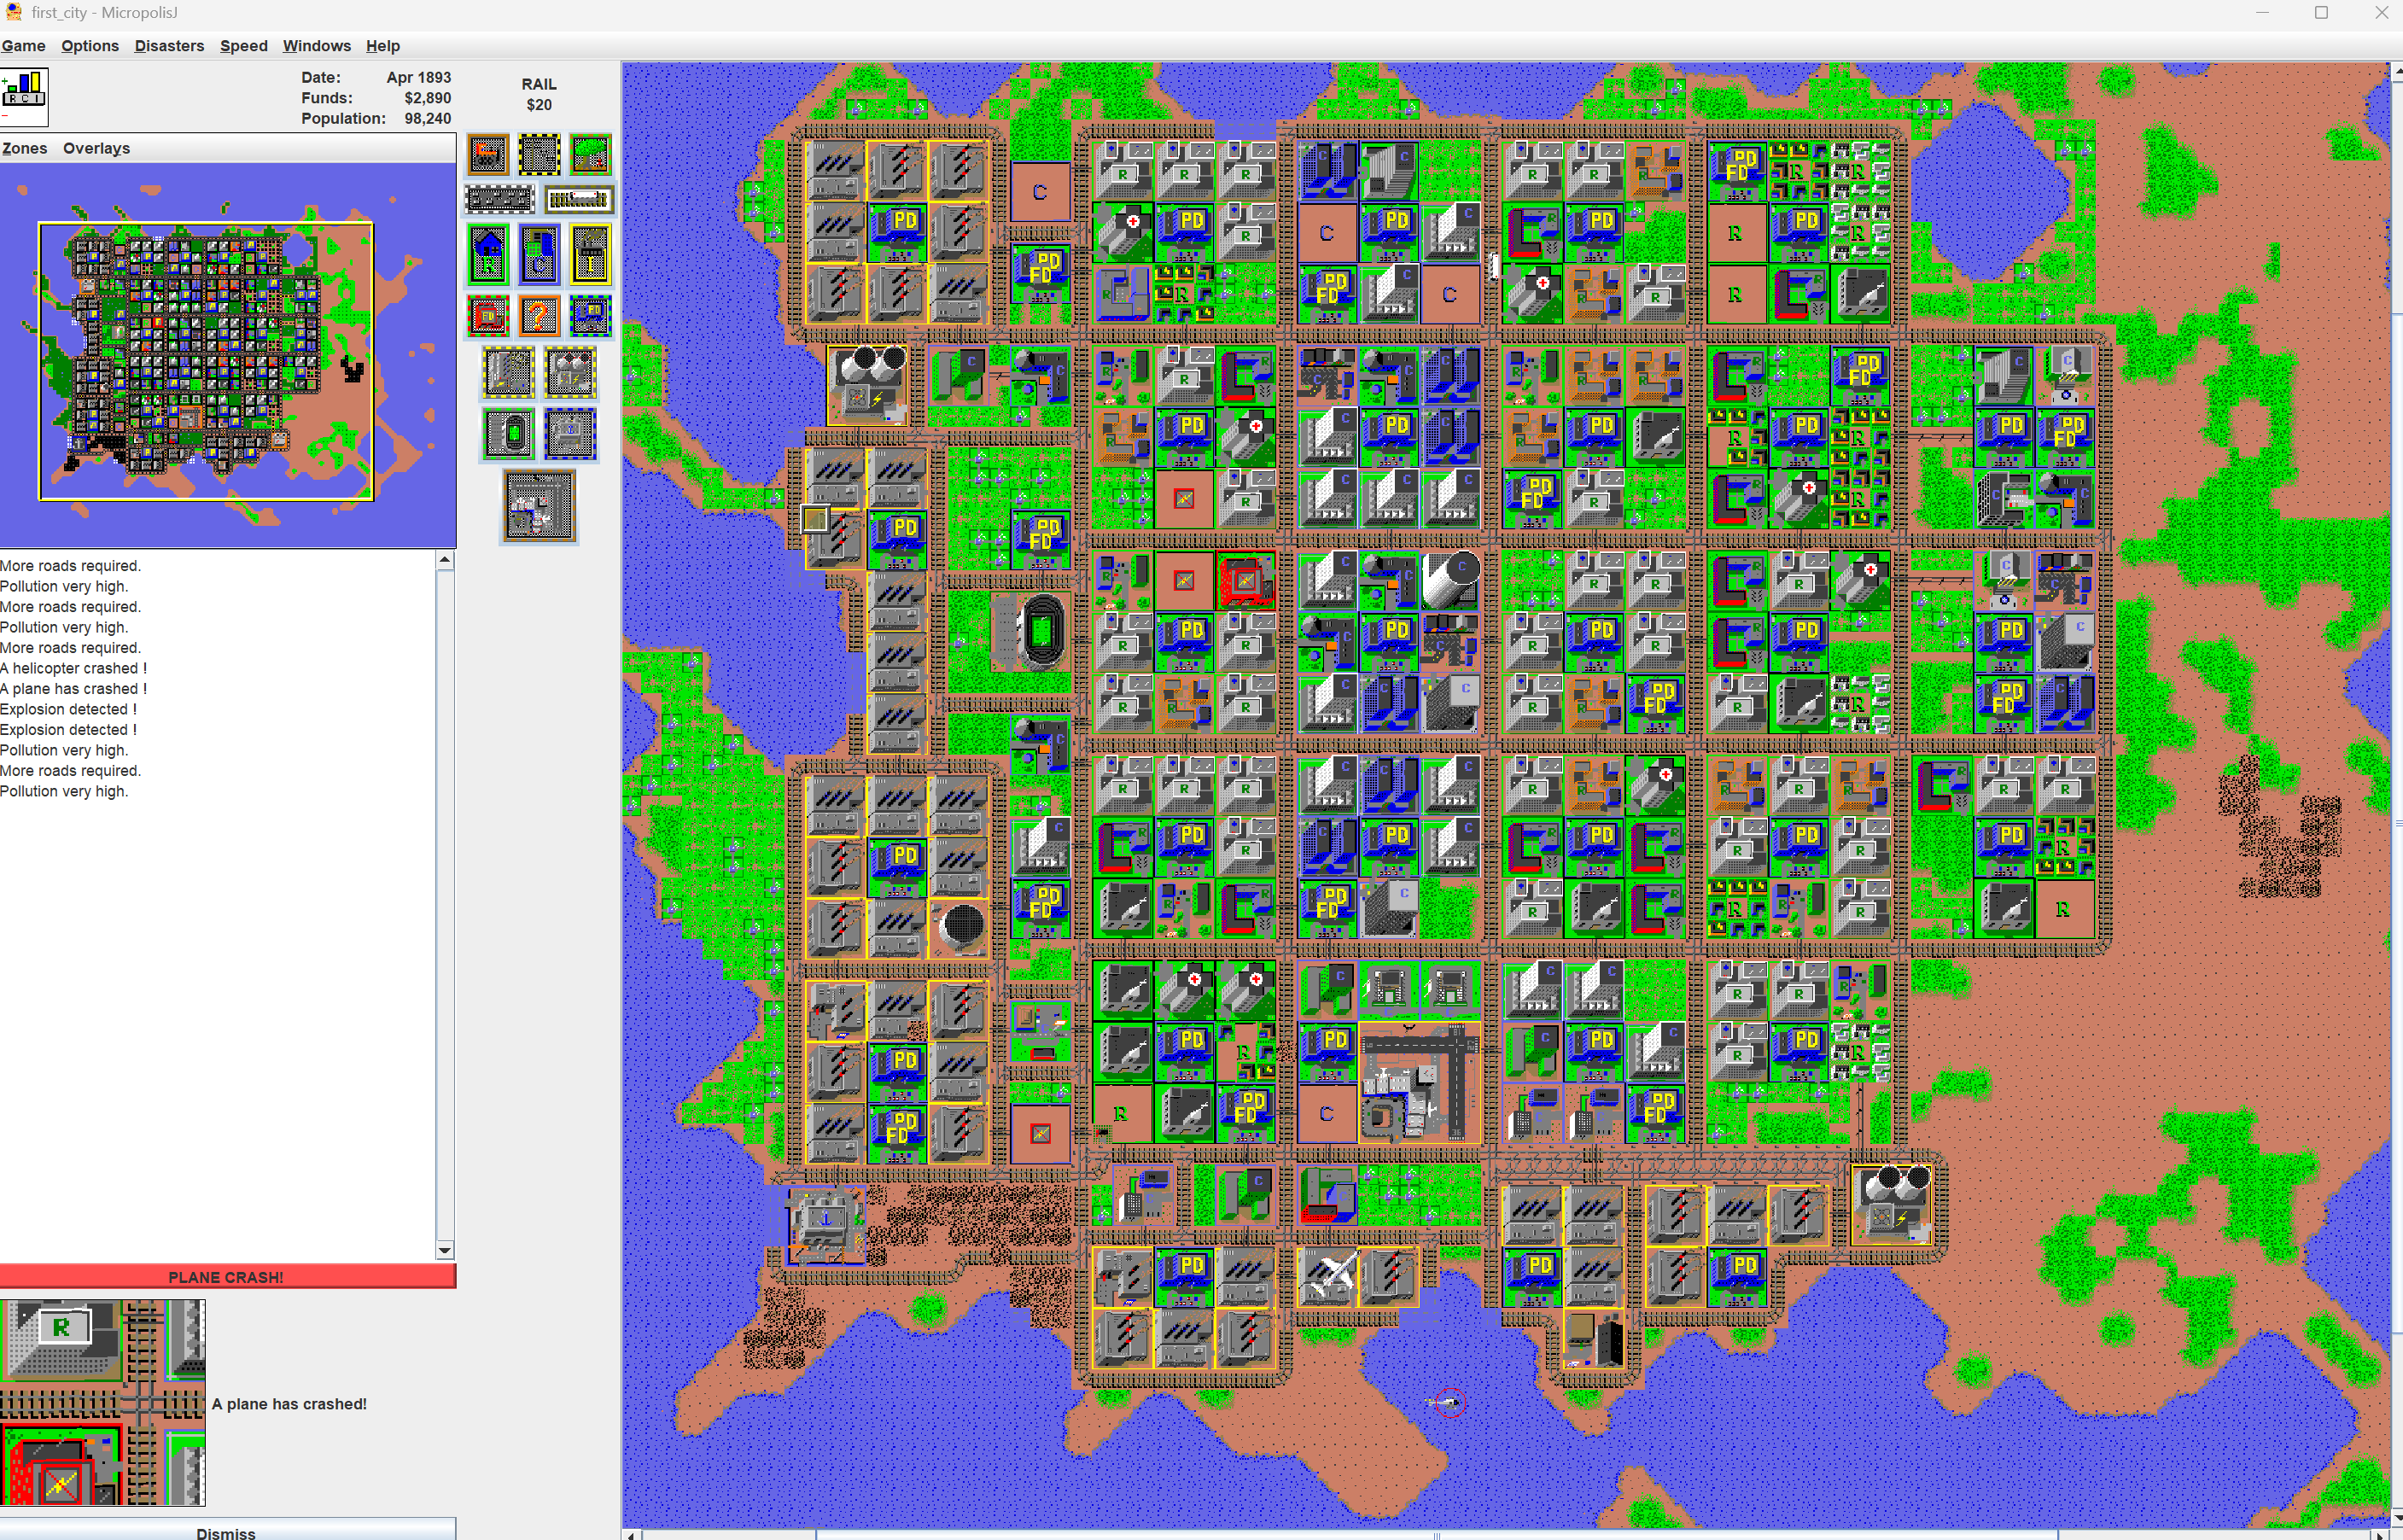 first_city - MicropolisJ
Game Options Disasters Speed Windows Help
R C I
Date: Apr 1893
Funds: $2,890
Population: 98,240
RAIL
$20
Zones Overlays
More roads required.
Pollution very high.
More roads required.
Pollution very high.
More roads required.
A helicopter crashed !
A plane has crashed !
Explosion detected !
Explosion detected !
Pollution very high.
More roads required.
Pollution very high.
PLANE CRASH!
R
A plane has crashed!
Dismiss